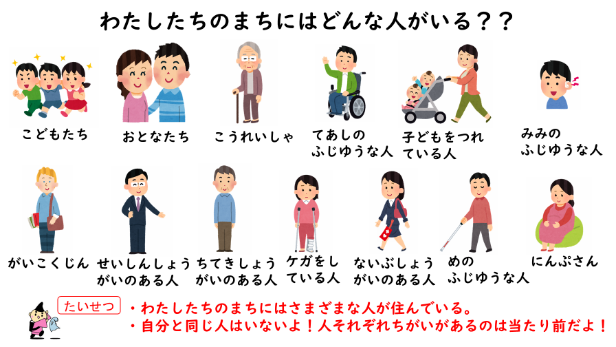 わたしたちのまちにはどんな人がいる？？
こどもたち
おとなたち
こうれいしゃ
てあしの
ふじゆうな人
子どもをつれ
ている人
みみの
ふじゆうな人
がいこくじん
せいしんしょう
がいのある人
ちてきしょう
がいのある人
ケガをし
ている人
ないぶしょう
がいのある人
めの
ふじゆうな人
にんぷさん
たいせつ
・わたしたちのまちにはさまざまな人が住んでいる。
・自分と同じ人はいないよ！人それぞれちがいがあるのは当たり前だよ！